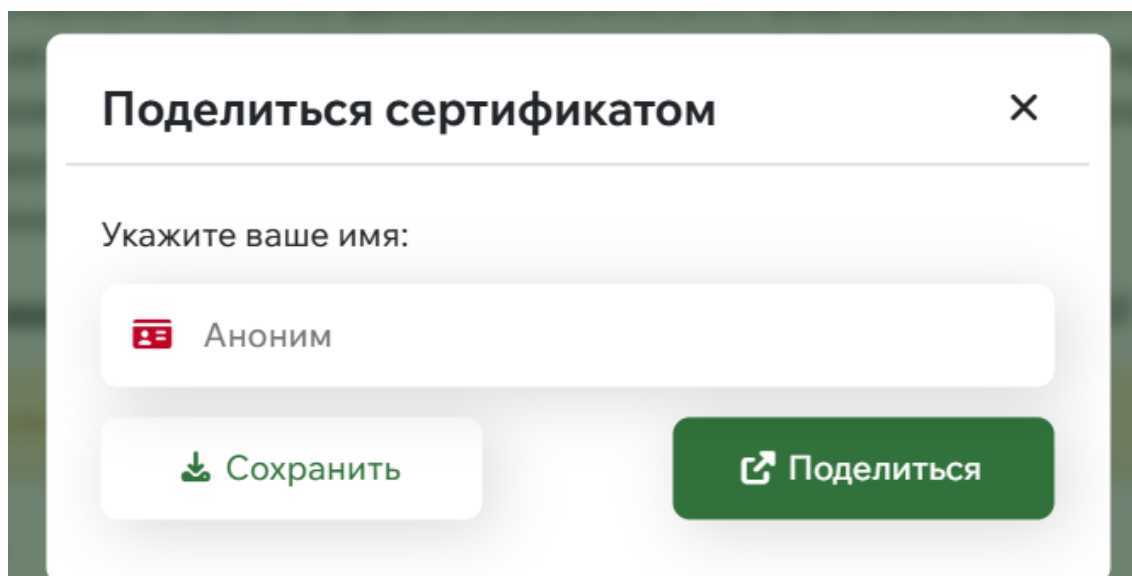 Поделиться сертификатом
Укажите ваше имя:
Аноним
Сохранить
Поделиться